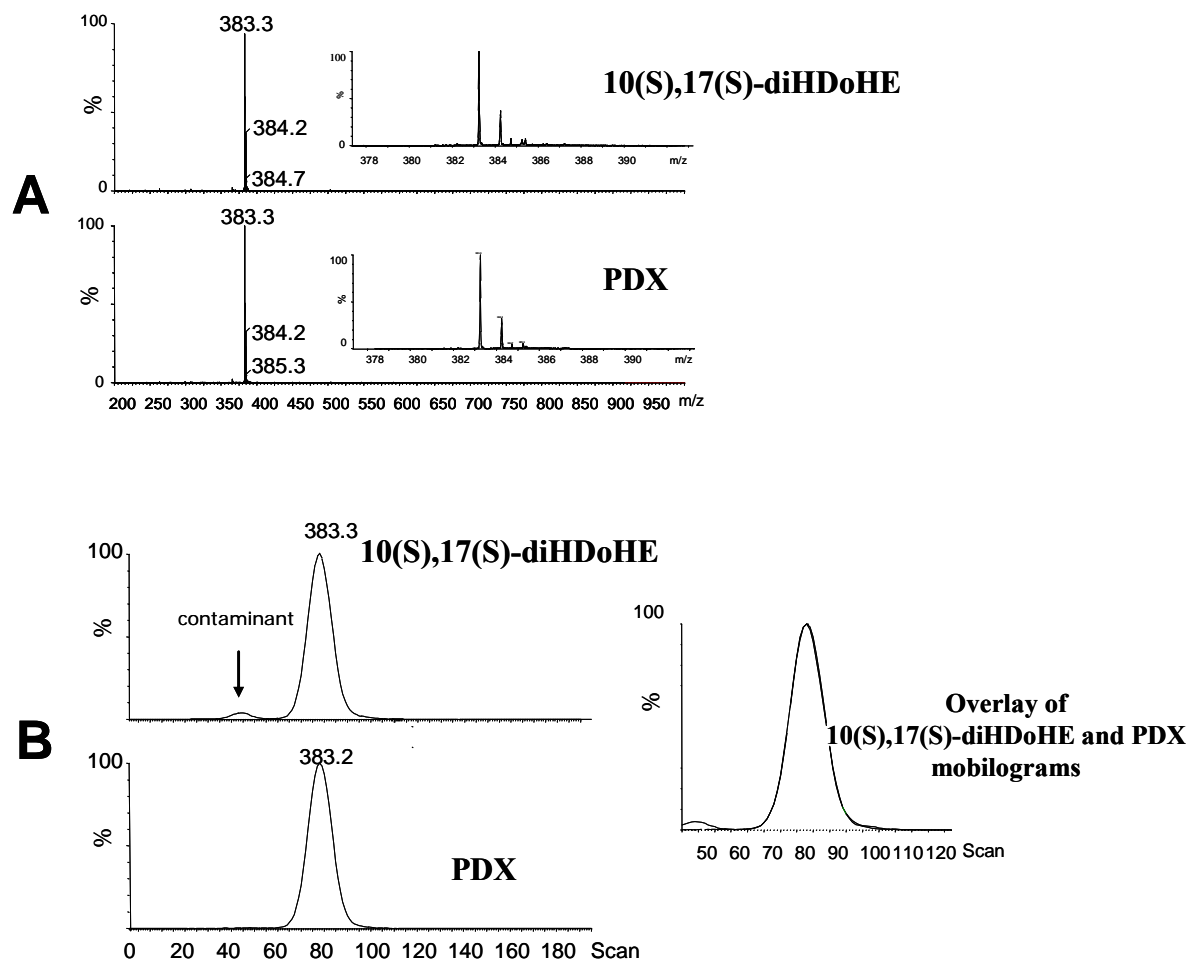 A
100
%
0
383.3
384.2
384.7
100
%
0
378 380 382 384 386 388 390 m/z
10(S),17(S)-diHDoHE
100
%
0
383.3
384.2
385.3
100
%
0
378 380 382 384 386 388 390 m/z
PDX
200 250 300 350 400 450 500 550 600 650 700 750 800 850 900 950 m/z
B
100
%
383.3
10(S),17(S)-diHDoHE
contaminant
100
%
383.2
PDX
0 20 40 60 80 100 120 140 160 180 Scan
100
%
Overlay of
10(S),17(S)-diHDoHE and PDX
mobilograms
50 60 70 80 90 100 110 120 Scan